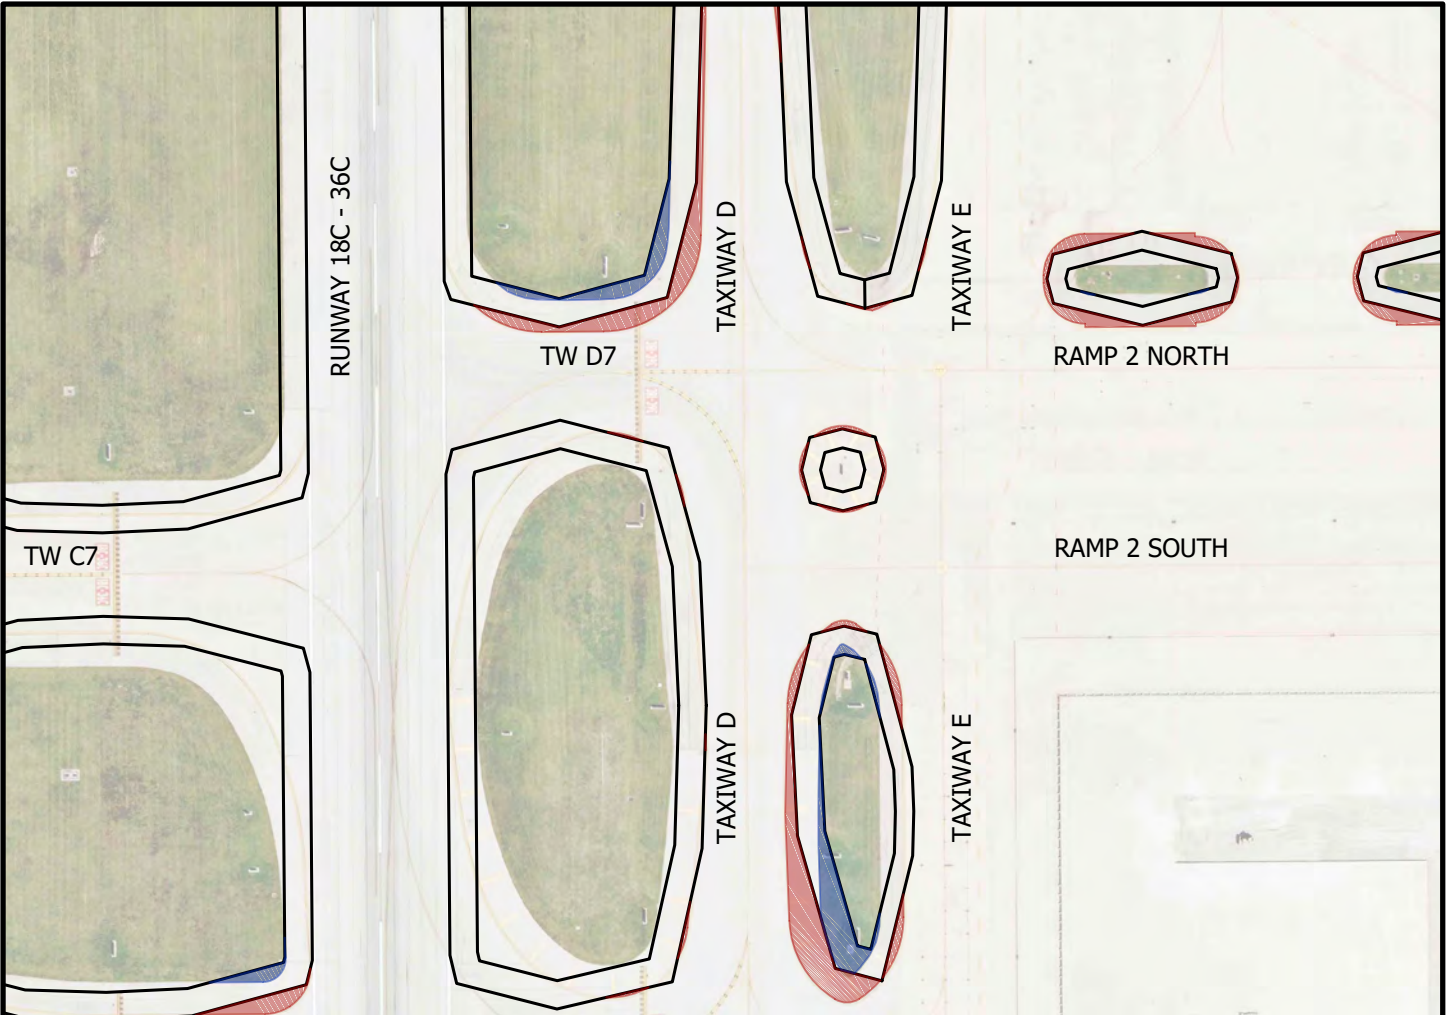 RUNWAY 18C - 36C
TAXIWAY D
TAXIWAY E
TW D7
RAMP 2 NORTH
TW C7
RAMP 2 SOUTH
TAXIWAY D
TAXIWAY E